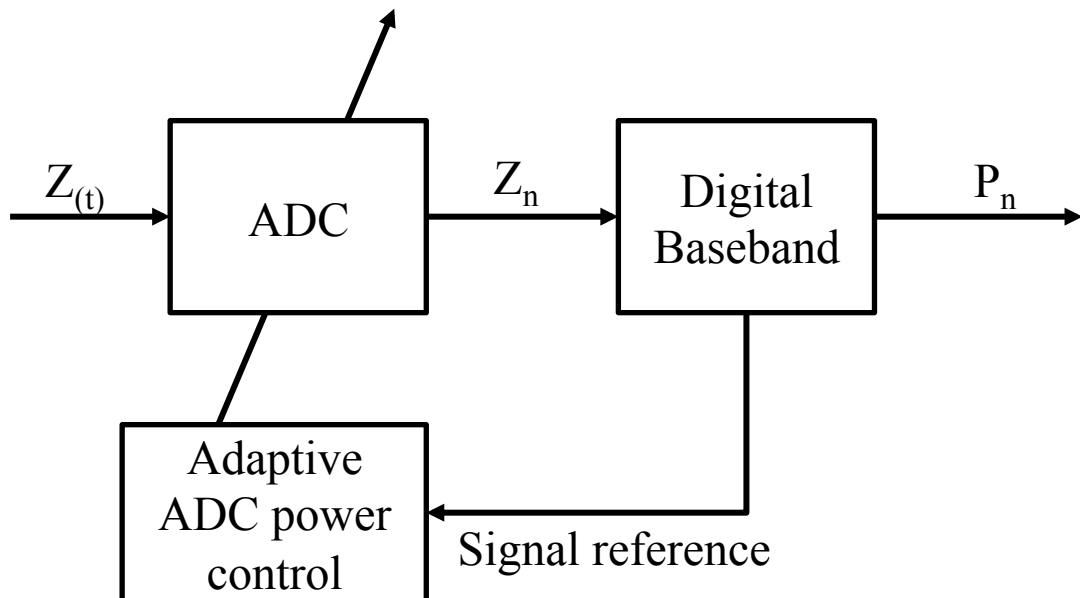 Z(t)
ADC
Zn
Digital
Baseband
Pn
Adaptive
ADC power
control
Signal reference